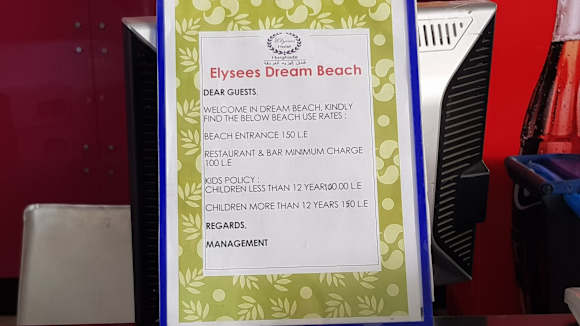 Elysees Dream Beach
DEAR GUESTS,
WELCOME IN DREAM BEACH, KINDLY
FIND THE BELOW BEACH USE RATES :
BEACH ENTRANCE 150 L.E
RESTAURANT & BAR MINIMUM CHARGE
100 L.E
KIDS POLICY :
CHILDREN LESS THAN 12 YEAR100.00 L.E
CHILDREN MORE THAN 12 YEARS 150 L.E
REGARDS,
MANAGEMENT